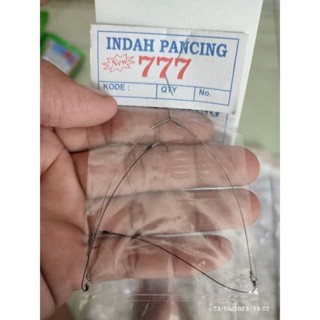 INDAH PANCING
New 777
KODE : QTY No.
23/06/2023 13:02